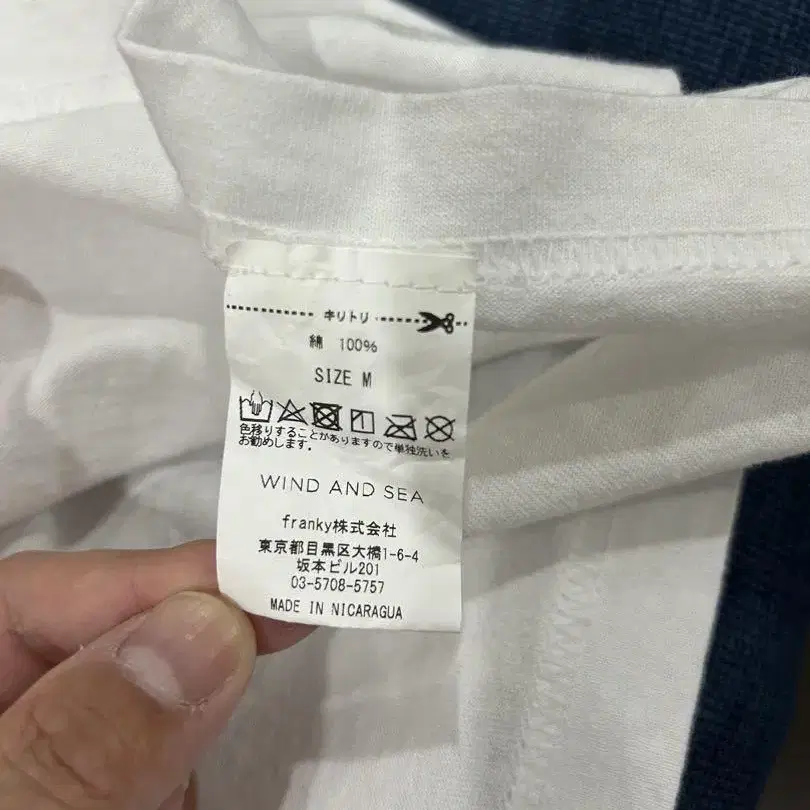 キリトリ
綿 100%
SIZE M
色移りすることがありますので単独洗いを
お勧めします.
WIND AND SEA
franky株式会社
東京都目黒区大橋1-6-4
坂本ビル201
03-5708-5757
MADE IN NICARAGUA